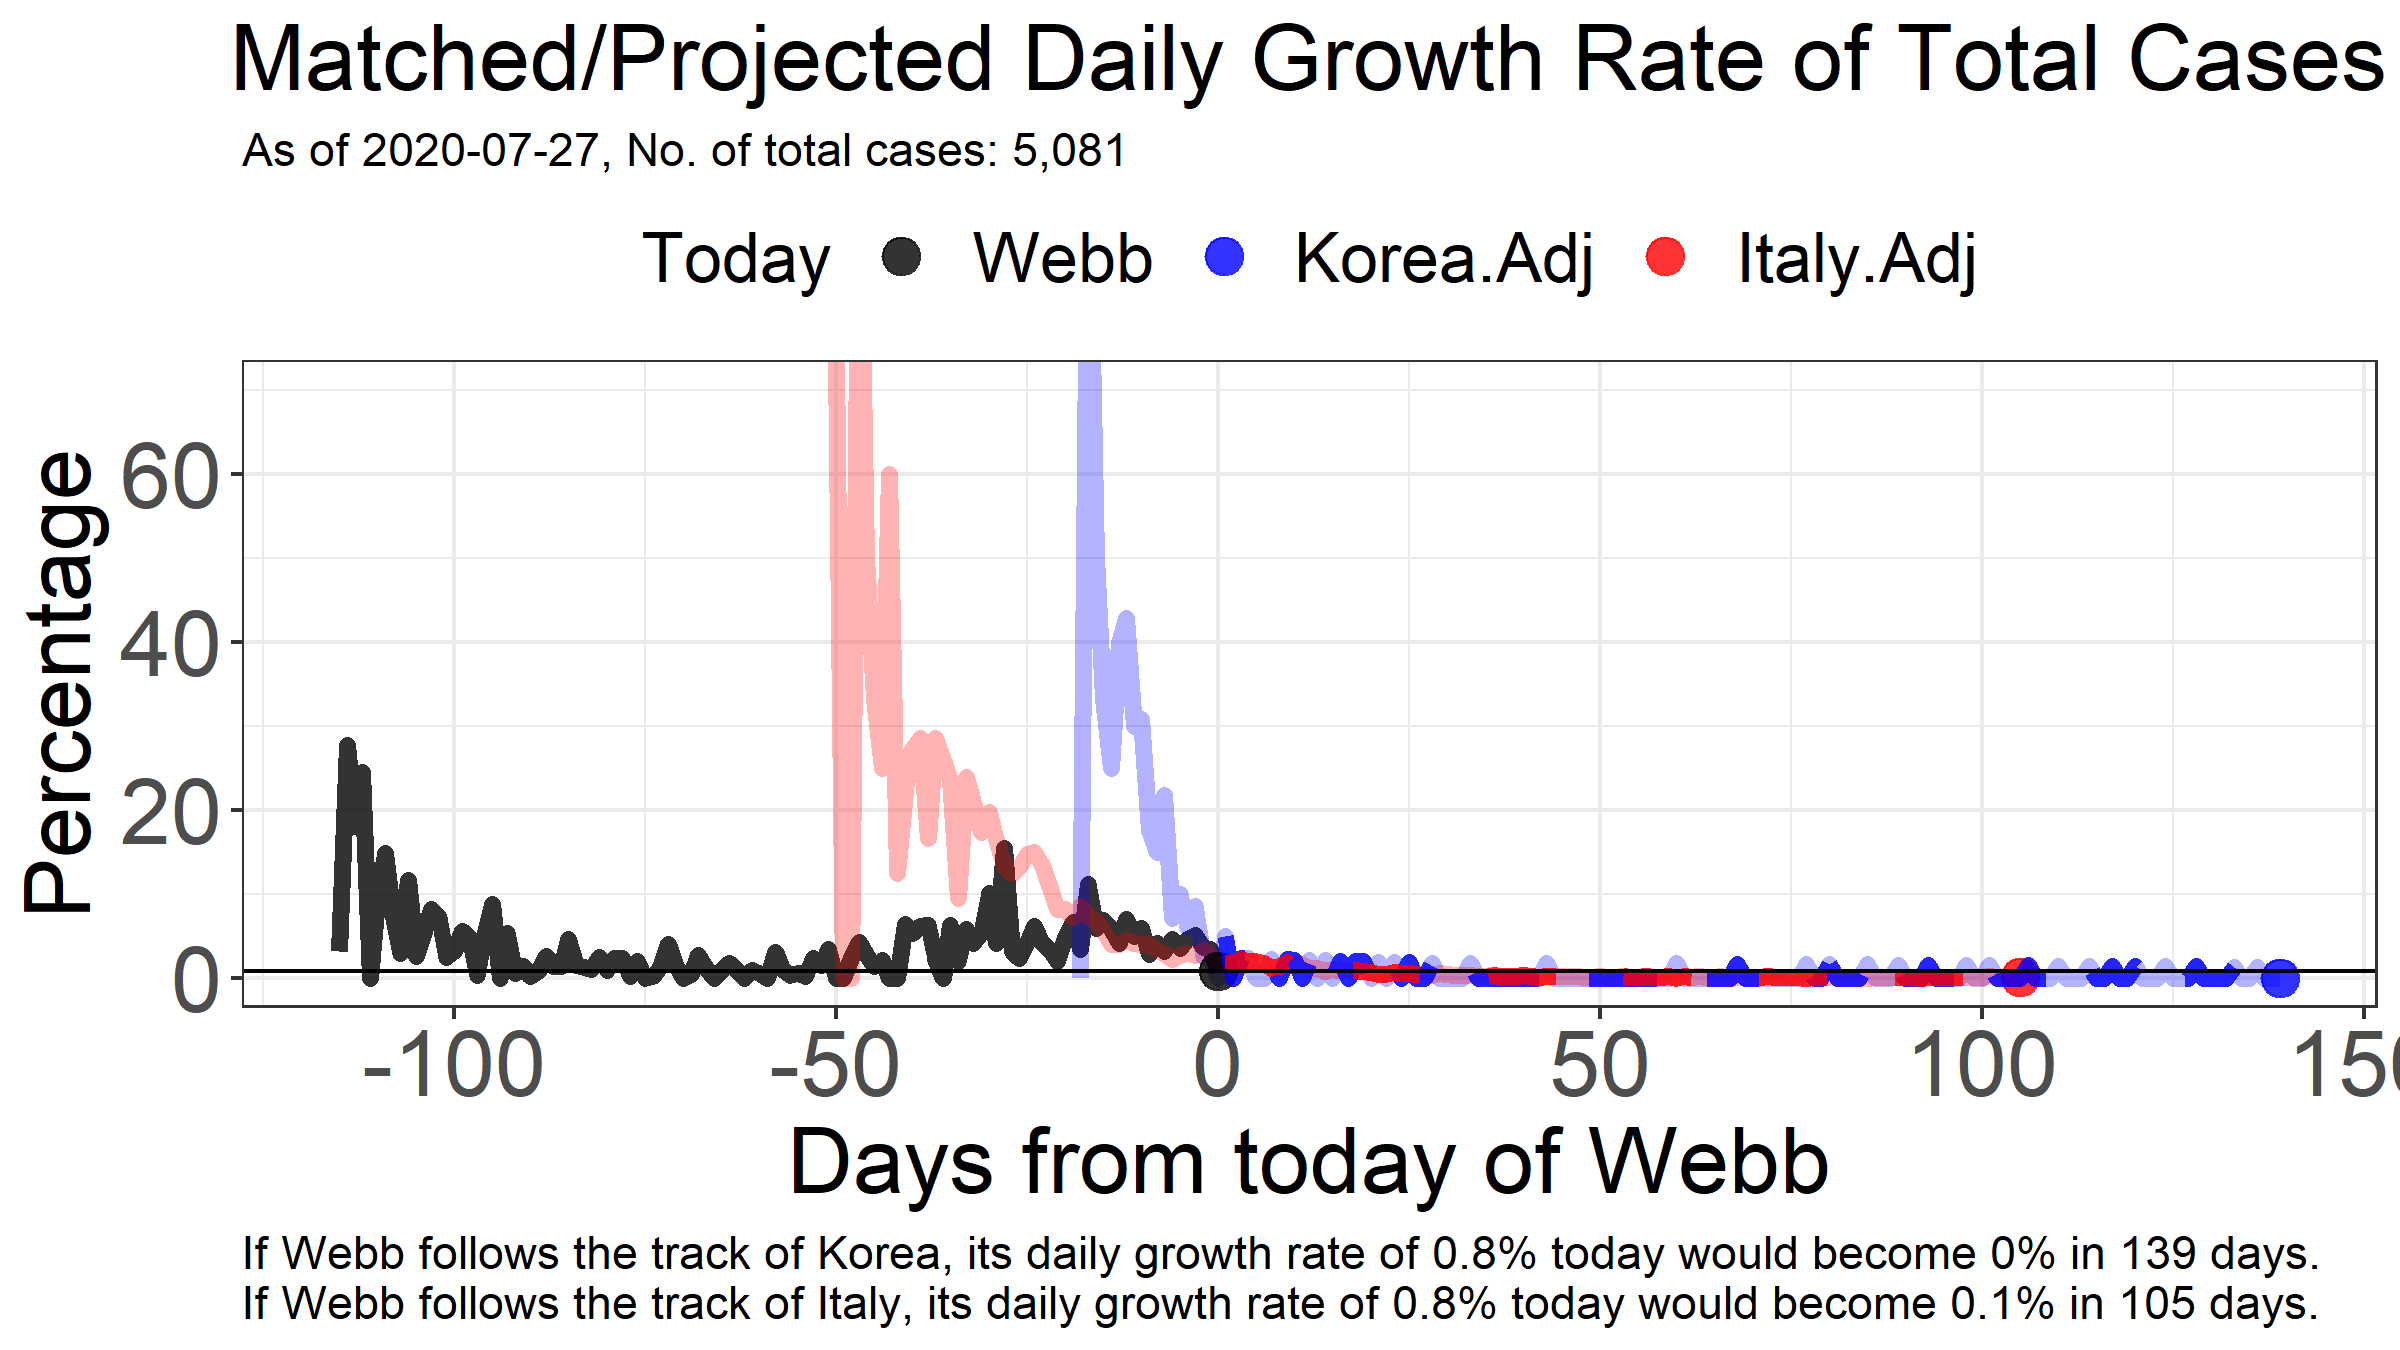 Matched/Projected Daily Growth Rate of Total Cases
As of 2020-07-27, No. of total cases: 5,081
Today Webb Korea.Adj Italy.Adj
Percentage
60
40
20
0
-100 -50 0 50 100 150
Days from today of Webb
If Webb follows the track of Korea, its daily growth rate of 0.8% today would become 0% in 139 days.
If Webb follows the track of Italy, its daily growth rate of 0.8% today would become 0.1% in 105 days.